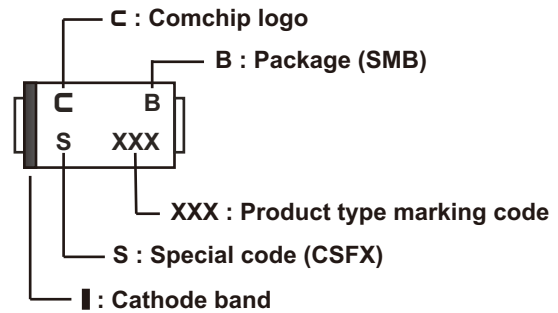 C : Comchip logo
B : Package (SMB)
C B
S XXX
XXX : Product type marking code
S : Special code (CSFX)
: Cathode band